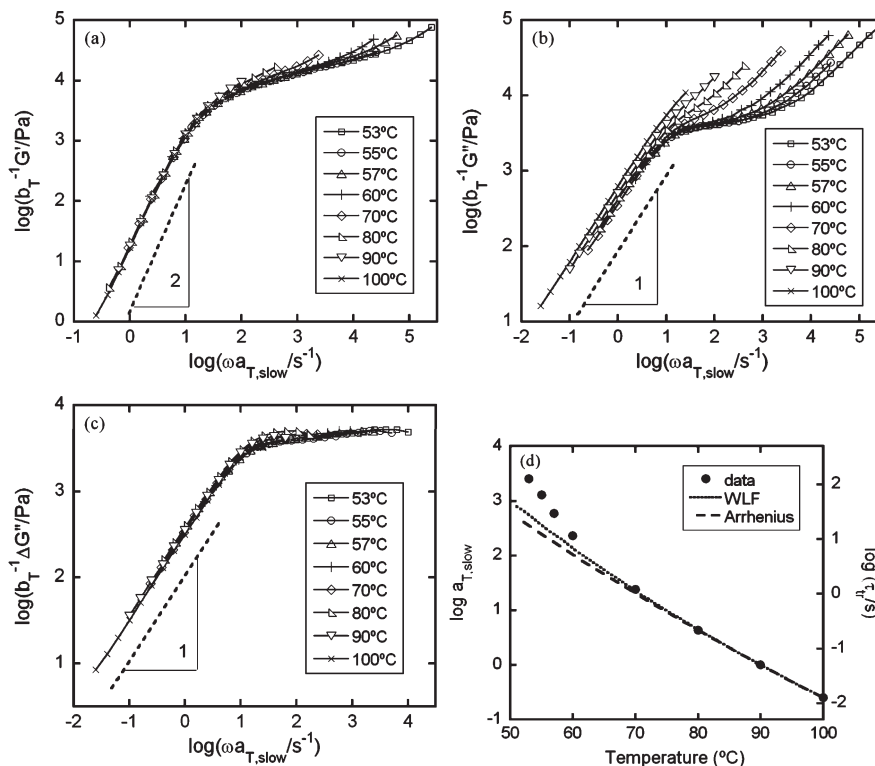 (a)
5
4
3
2
1
0
log(b_T^-1G'/Pa)
53ºC
55ºC
57ºC
60ºC
70ºC
80ºC
90ºC
100ºC
2
-1 0 1 2 3 4 5
log(ωa_T,slow/s^-1)
(b)
5
4
3
2
1
log(b_T^-1G"/Pa)
53ºC
55ºC
57ºC
60ºC
70ºC
80ºC
90ºC
100ºC
1
-2 -1 0 1 2 3 4 5
log(ωa_T,slow/s^-1)
(c)
4
3
2
1
log(b_T^-1ΔG"/Pa)
53ºC
55ºC
57ºC
60ºC
70ºC
80ºC
90ºC
100ºC
1
-2 -1 0 1 2 3 4 5
log(ωa_T,slow/s^-1)
(d)
4
3
2
1
0
-1
log a_T,slow
data
WLF
Arrhenius
2
1
0
-1
-2
log (τ_tr/s)
50 60 70 80 90 100
Temperature (ºC)